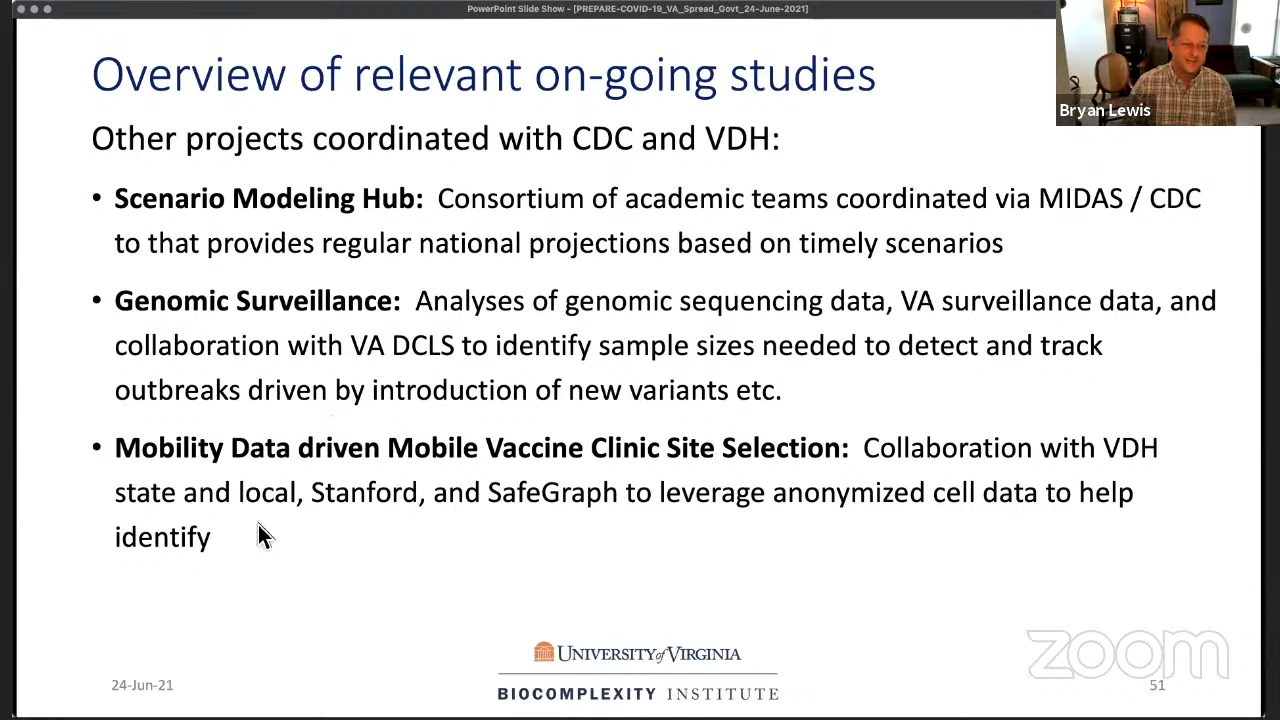 PowerPoint Slide Show - [PREPARE-COVID-19_VA_Spread_Govt_24-June-2021]
Overview of relevant on-going studies
Bryan Lewis
Other projects coordinated with CDC and VDH:
• Scenario Modeling Hub: Consortium of academic teams coordinated via MIDAS / CDC
to that provides regular national projections based on timely scenarios
• Genomic Surveillance: Analyses of genomic sequencing data, VA surveillance data, and
collaboration with VA DCLS to identify sample sizes needed to detect and track
outbreaks driven by introduction of new variants etc.
• Mobility Data driven Mobile Vaccine Clinic Site Selection: Collaboration with VDH
state and local, Stanford, and SafeGraph to leverage anonymized cell data to help
identify
UNIVERSITY of VIRGINIA
BIOCOMPLEXITY INSTITUTE
zoom
24-Jun-21
51